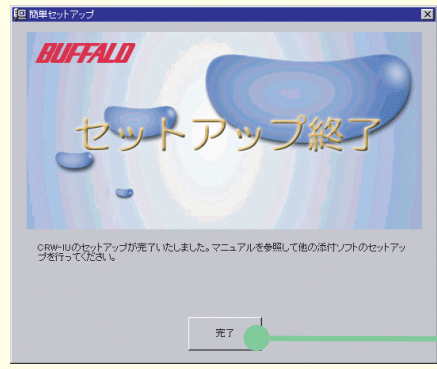 簡単セットアップ
BUFFALO
セットアップ終了
CRW-IUのセットアップが完了いたしました。マニュアルを参照して他の添付ソフトのセットアッ
プを行ってください。
完了